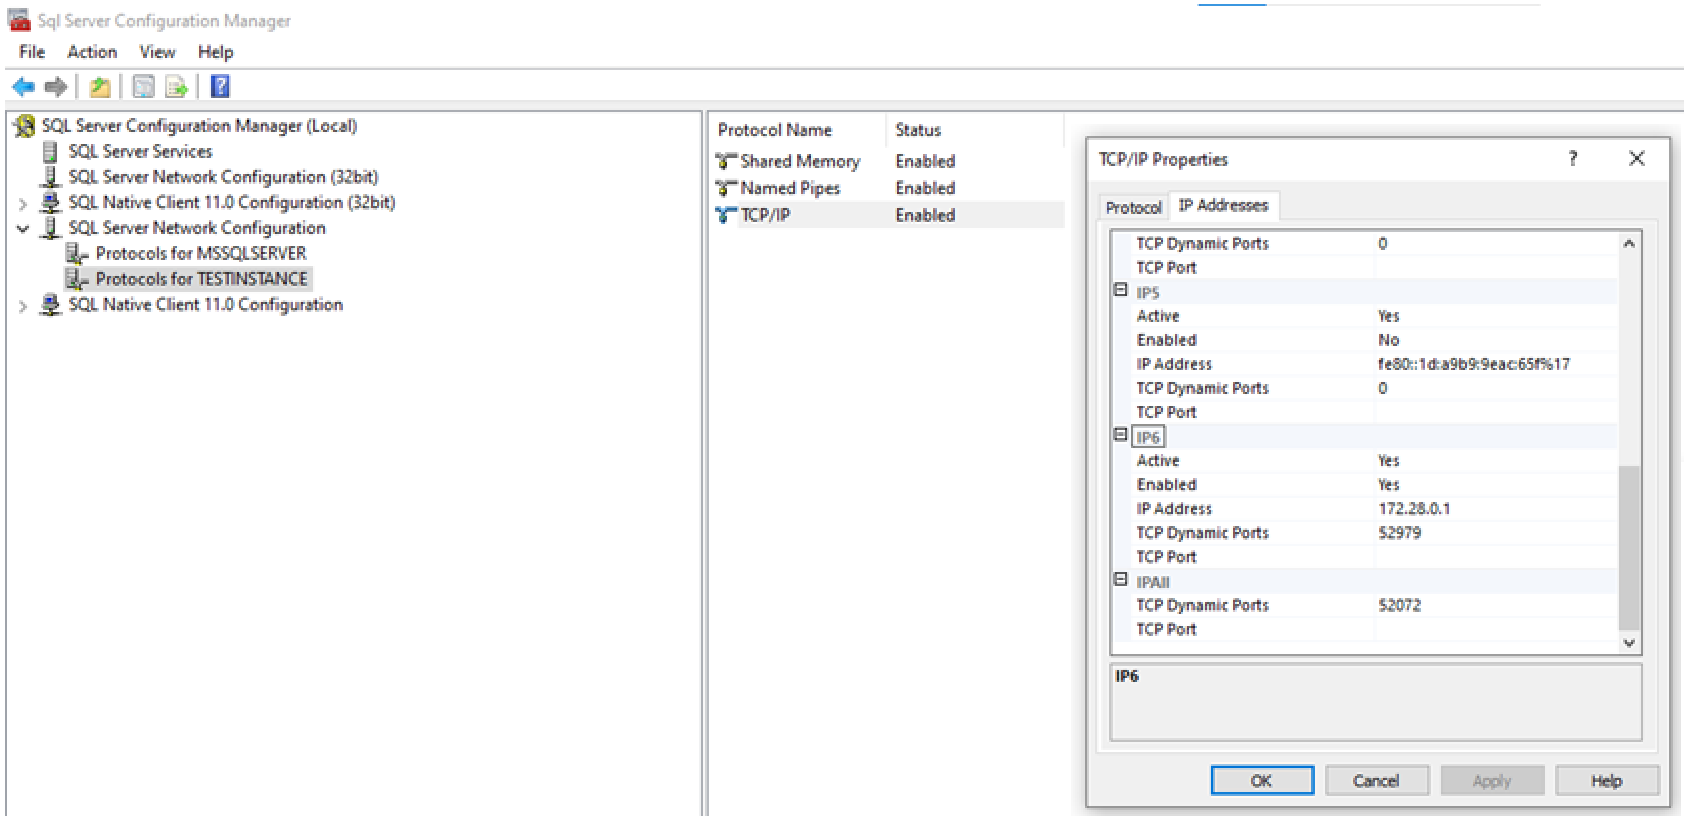 Sql Server Configuration Manager
File Action View Help
SQL Server Configuration Manager (Local)
SQL Server Services
SQL Server Network Configuration (32bit)
SQL Native Client 11.0 Configuration (32bit)
SQL Server Network Configuration
Protocols for MSSQLSERVER
Protocols for TESTINSTANCE
SQL Native Client 11.0 Configuration
Protocol Name Status
Shared Memory Enabled
Named Pipes Enabled
TCP/IP Enabled
TCP/IP Properties
Protocol IP Addresses
TCP Dynamic Ports 0
TCP Port
IP5
Active Yes
Enabled No
IP Address fe80::1d:a9b9:9eac:65f%17
TCP Dynamic Ports 0
TCP Port
IP6
Active Yes
Enabled Yes
IP Address 172.28.0.1
TCP Dynamic Ports 52979
TCP Port
IPAll
TCP Dynamic Ports 52072
TCP Port
IP6
OK Cancel Apply Help